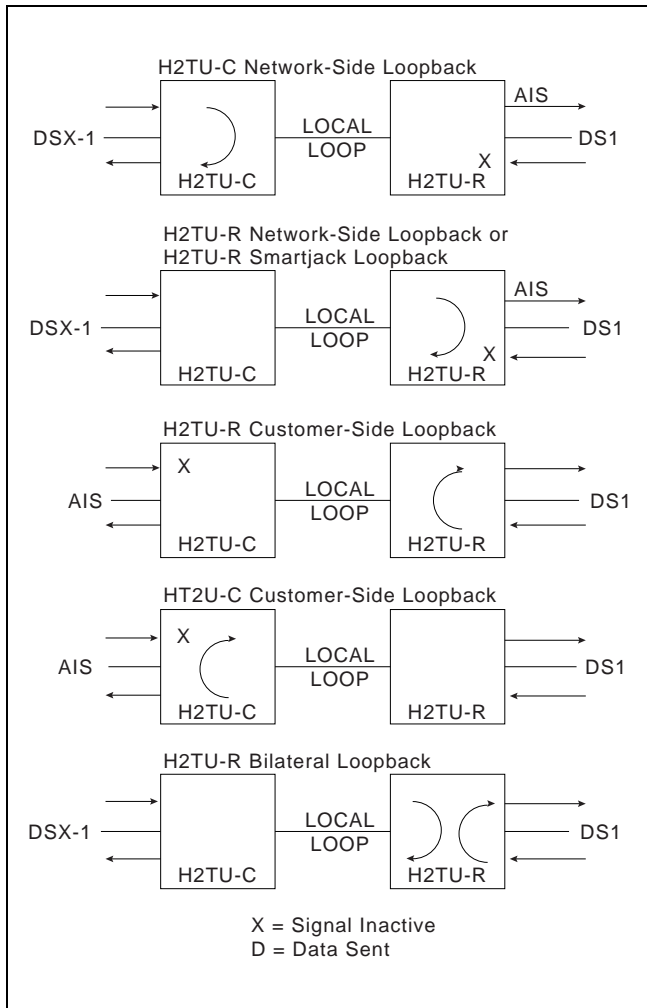 H2TU-C Network-Side Loopback
AIS
DSX-1
LOCAL
LOOP
DS1
X
H2TU-C
H2TU-R
H2TU-R Network-Side Loopback or
H2TU-R Smartjack Loopback
AIS
DSX-1
LOCAL
LOOP
DS1
X
H2TU-C
H2TU-R
H2TU-R Customer-Side Loopback
X
AIS
LOCAL
LOOP
DS1
H2TU-C
H2TU-R
HT2U-C Customer-Side Loopback
X
AIS
LOCAL
LOOP
DS1
H2TU-C
H2TU-R
H2TU-R Bilateral Loopback
DSX-1
LOCAL
LOOP
DS1
H2TU-C
H2TU-R
X = Signal Inactive
D = Data Sent